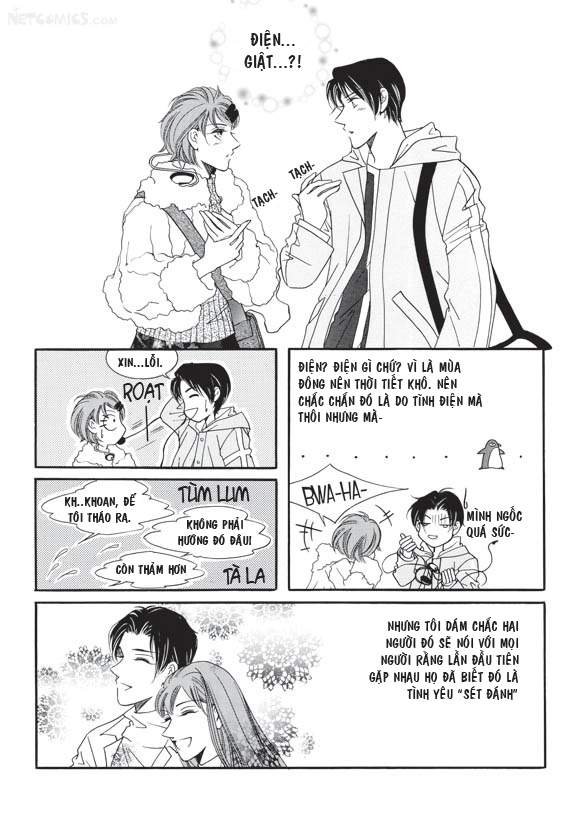 NETCOMICS.COM
ĐIỆN...
GIẬT...?!
TẠCH-
TẠCH-
XIN...LỖI.
ROẠT
ĐIỆN? ĐIỆN GÌ CHỨ? VÌ LÀ MÙA
ĐÔNG NÊN THỜI TIẾT KHÔ. NÊN
CHẮC CHẮN ĐÓ LÀ DO TĨNH ĐIỆN MÀ
THÔI NHƯNG MÀ-
BWA-HA-
MÌNH NGỐC
QUÁ SỨC-
KH..KHOAN, ĐỂ
TÔI THÁO RA.
TÙM LUM
KHÔNG PHẢI
HƯỚNG ĐÓ ĐÂU!
CÒN THẢM HƠN
TÀ LA
NHƯNG TÔI DÁM CHẮC HAI
NGƯỜI ĐÓ SẼ NÓI VỚI MỌI
NGƯỜI RẰNG LẦN ĐẦU TIÊN
GẶP NHAU HỌ ĐÃ BIẾT ĐÓ LÀ
TÌNH YÊU "SÉT ĐÁNH"